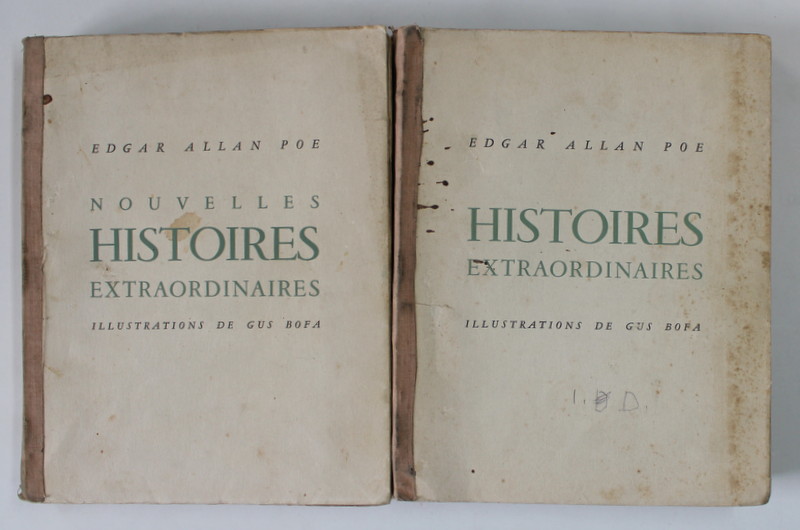 EDGAR ALLAN POE
NOUVELLES
HISTOIRES
EXTRAORDINAIRES
ILLUSTRATIONS DE GUS BOFA
EDGAR ALLAN POE
HISTOIRES
EXTRAORDINAIRES
ILLUSTRATIONS DE GUS BOFA